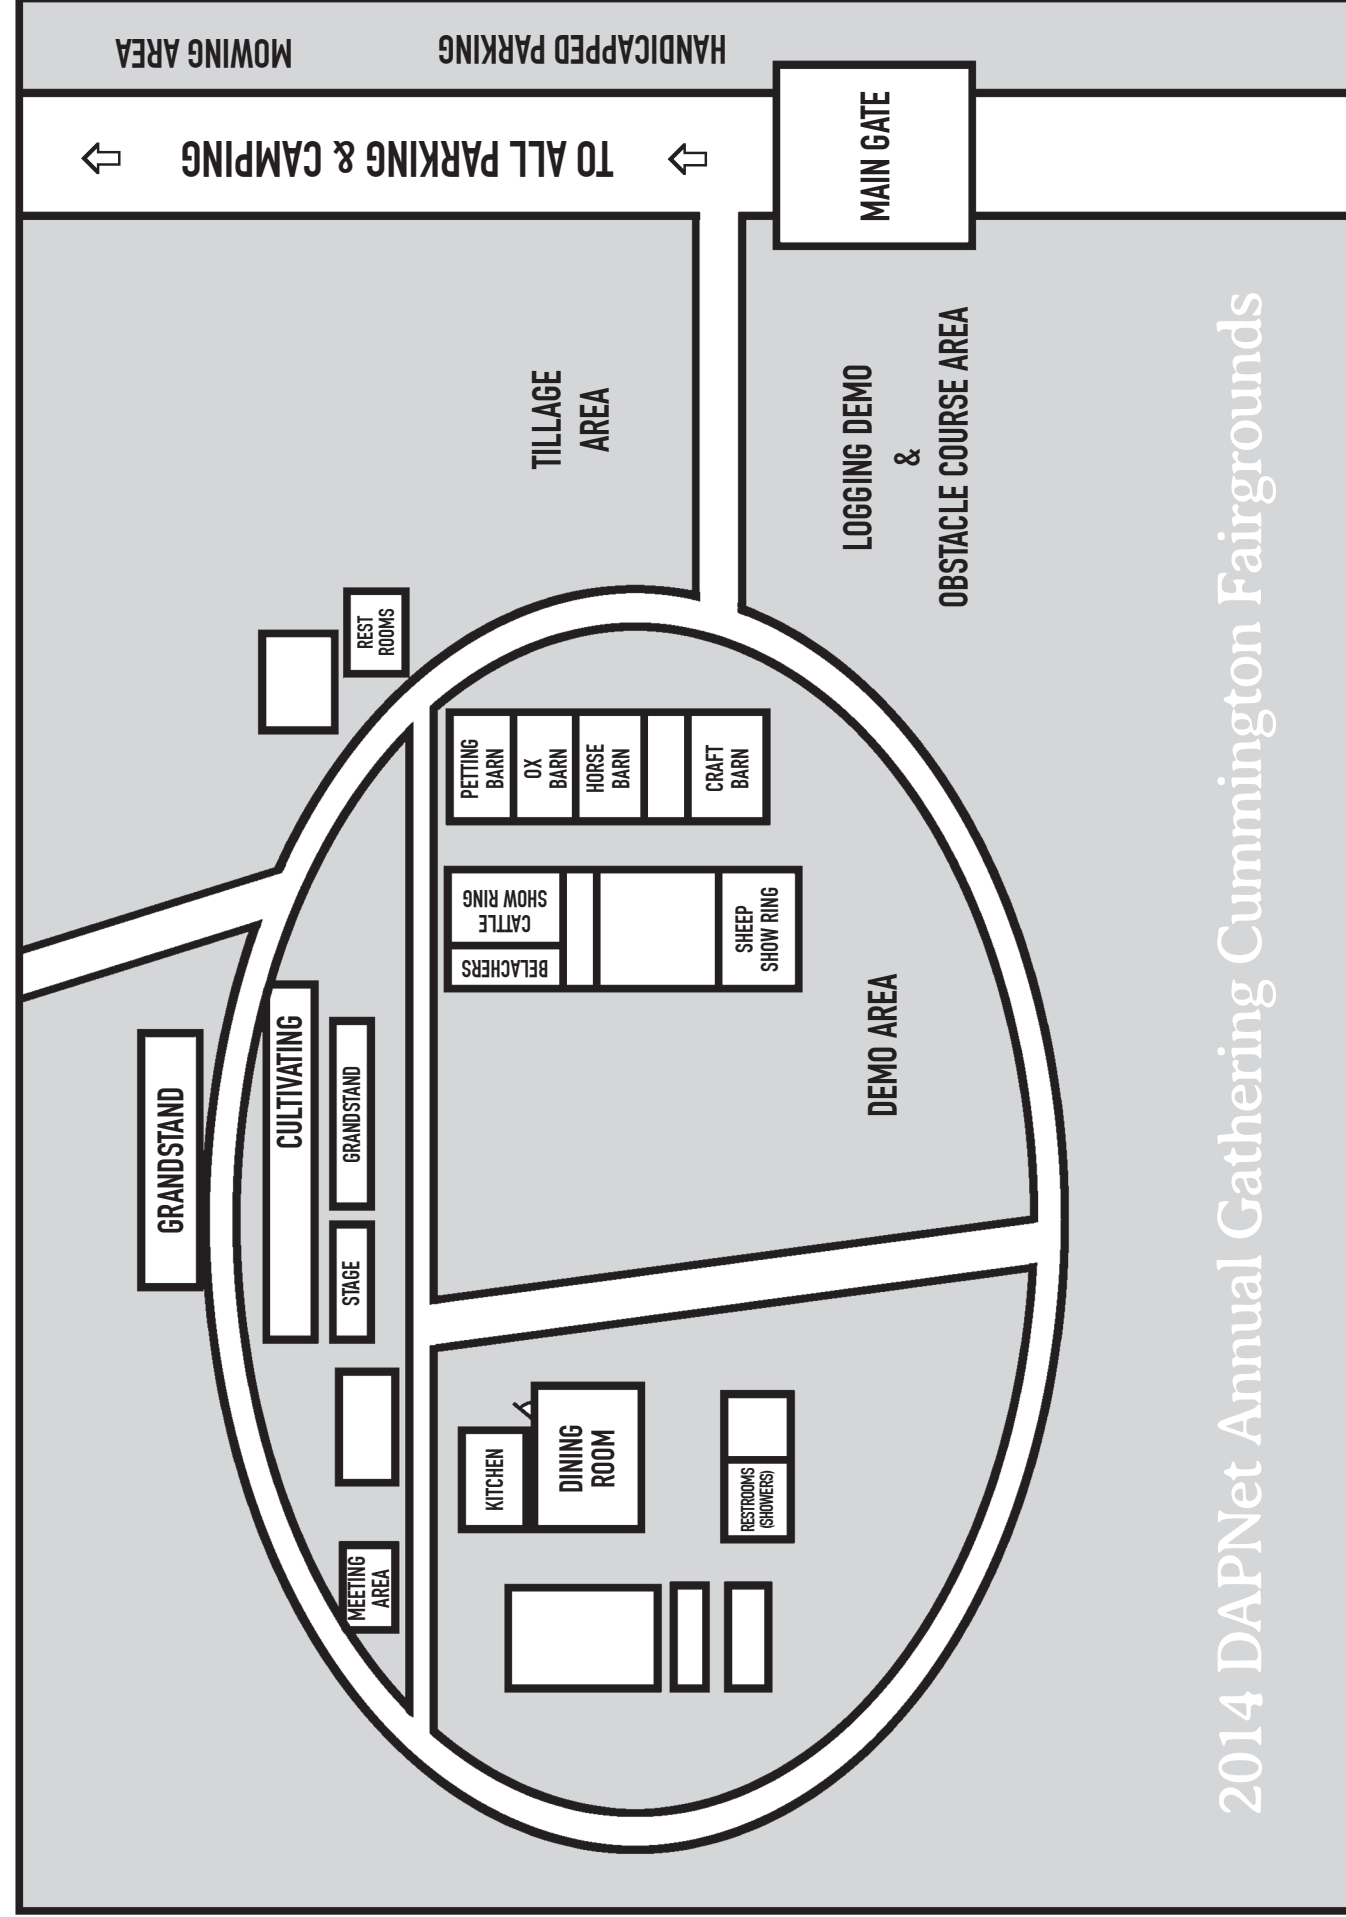 MOWING AREA
HANDICAPPED PARKING
TO ALL PARKING & CAMPING
MAIN GATE
TILLAGE
AREA
LOGGING DEMO
&
OBSTACLE COURSE AREA
REST
ROOMS
PETTING
BARN
OX
BARN
HORSE
BARN
CRAFT
BARN
CATTLE
SHOW RING
BELACHERS
SHEEP
SHOW RING
DEMO AREA
GRANDSTAND
CULTIVATING
GRANDSTAND
STAGE
MEETING
AREA
KITCHEN
DINING
ROOM
RESTROOMS
(SHOWERS)
2014 DAPNet Annual Gathering Cummington Fairgrounds